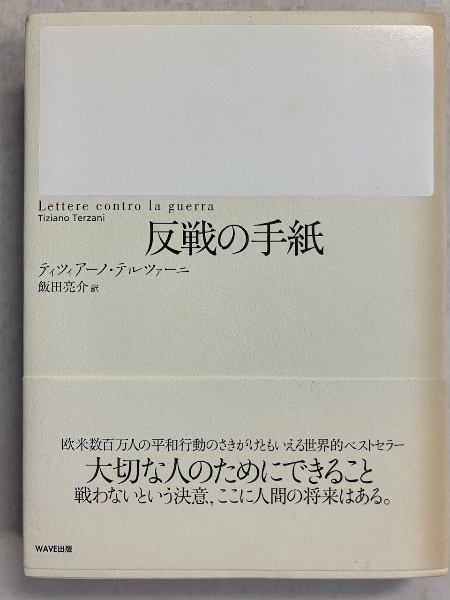 Lettere contro la guerra
Tiziano Terzani
反戦の手紙
ティツィアーノ・テルツァーニ
飯田亮介 訳
欧米数百万人の平和行動のさきがけともいえる世界的ベストセラー
大切な人のためにできること
戦わないという決意、ここに人間の将来はある。
WAVE出版